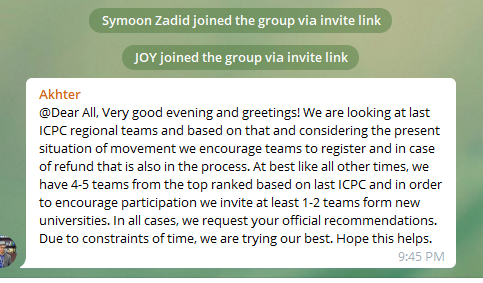 Symoon Zadid joined the group via invite link
JOY joined the group via invite link
Akhter
@Dear All, Very good evening and greetings! We are looking at last
ICPC regional teams and based on that and considering the present
situation of movement we encourage teams to register and in case
of refund that is also in the process. At best like all other times, we
have 4-5 teams from the top ranked based on last ICPC and in order
to encourage participation we invite at least 1-2 teams form new
universities. In all cases, we request your official recommendations.
Due to constraints of time, we are trying our best. Hope this helps.
9:45 PM